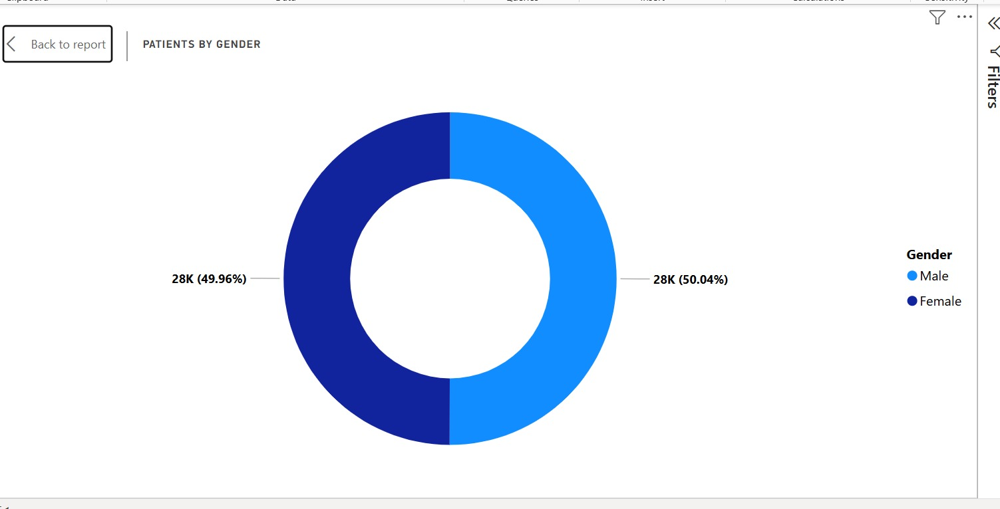 Back to report
PATIENTS BY GENDER
Filters
28K (49.96%)
28K (50.04%)
Gender
Male
Female